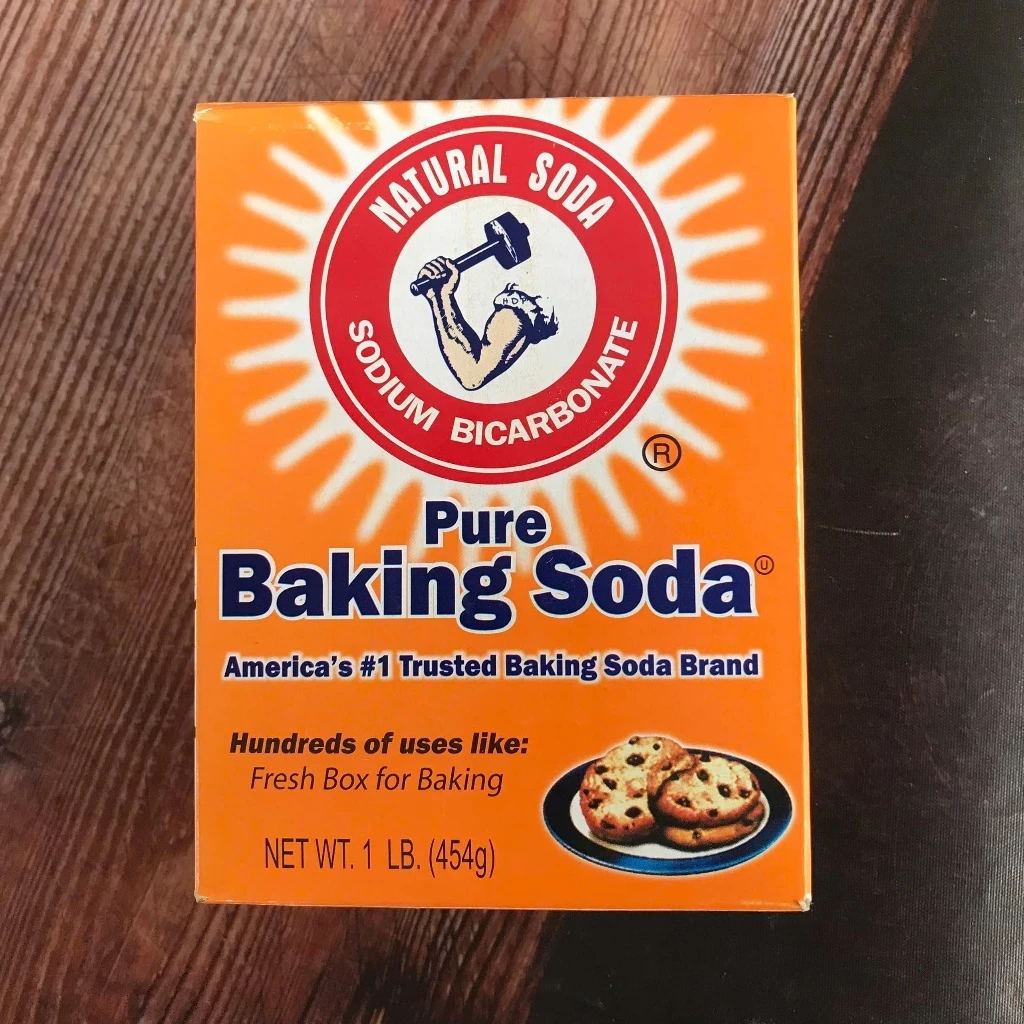 NATURAL SODA
SODIUM BICARBONATE
®
Pure
Baking Soda Ⓤ
America's #1 Trusted Baking Soda Brand
Hundreds of uses like:
Fresh Box for Baking
NET WT. 1 LB. (454g)